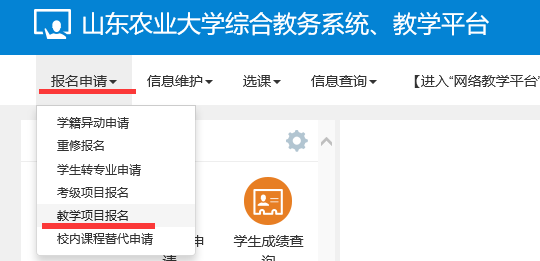 山东农业大学综合教务系统、教学平台
报名申请 信息维护 选课 信息查询 【进入“网络教学平台”
学籍异动申请
重修报名
学生转专业申请
考级项目报名
教学项目报名
校内课程替代申请
申 学生成绩查
请 询